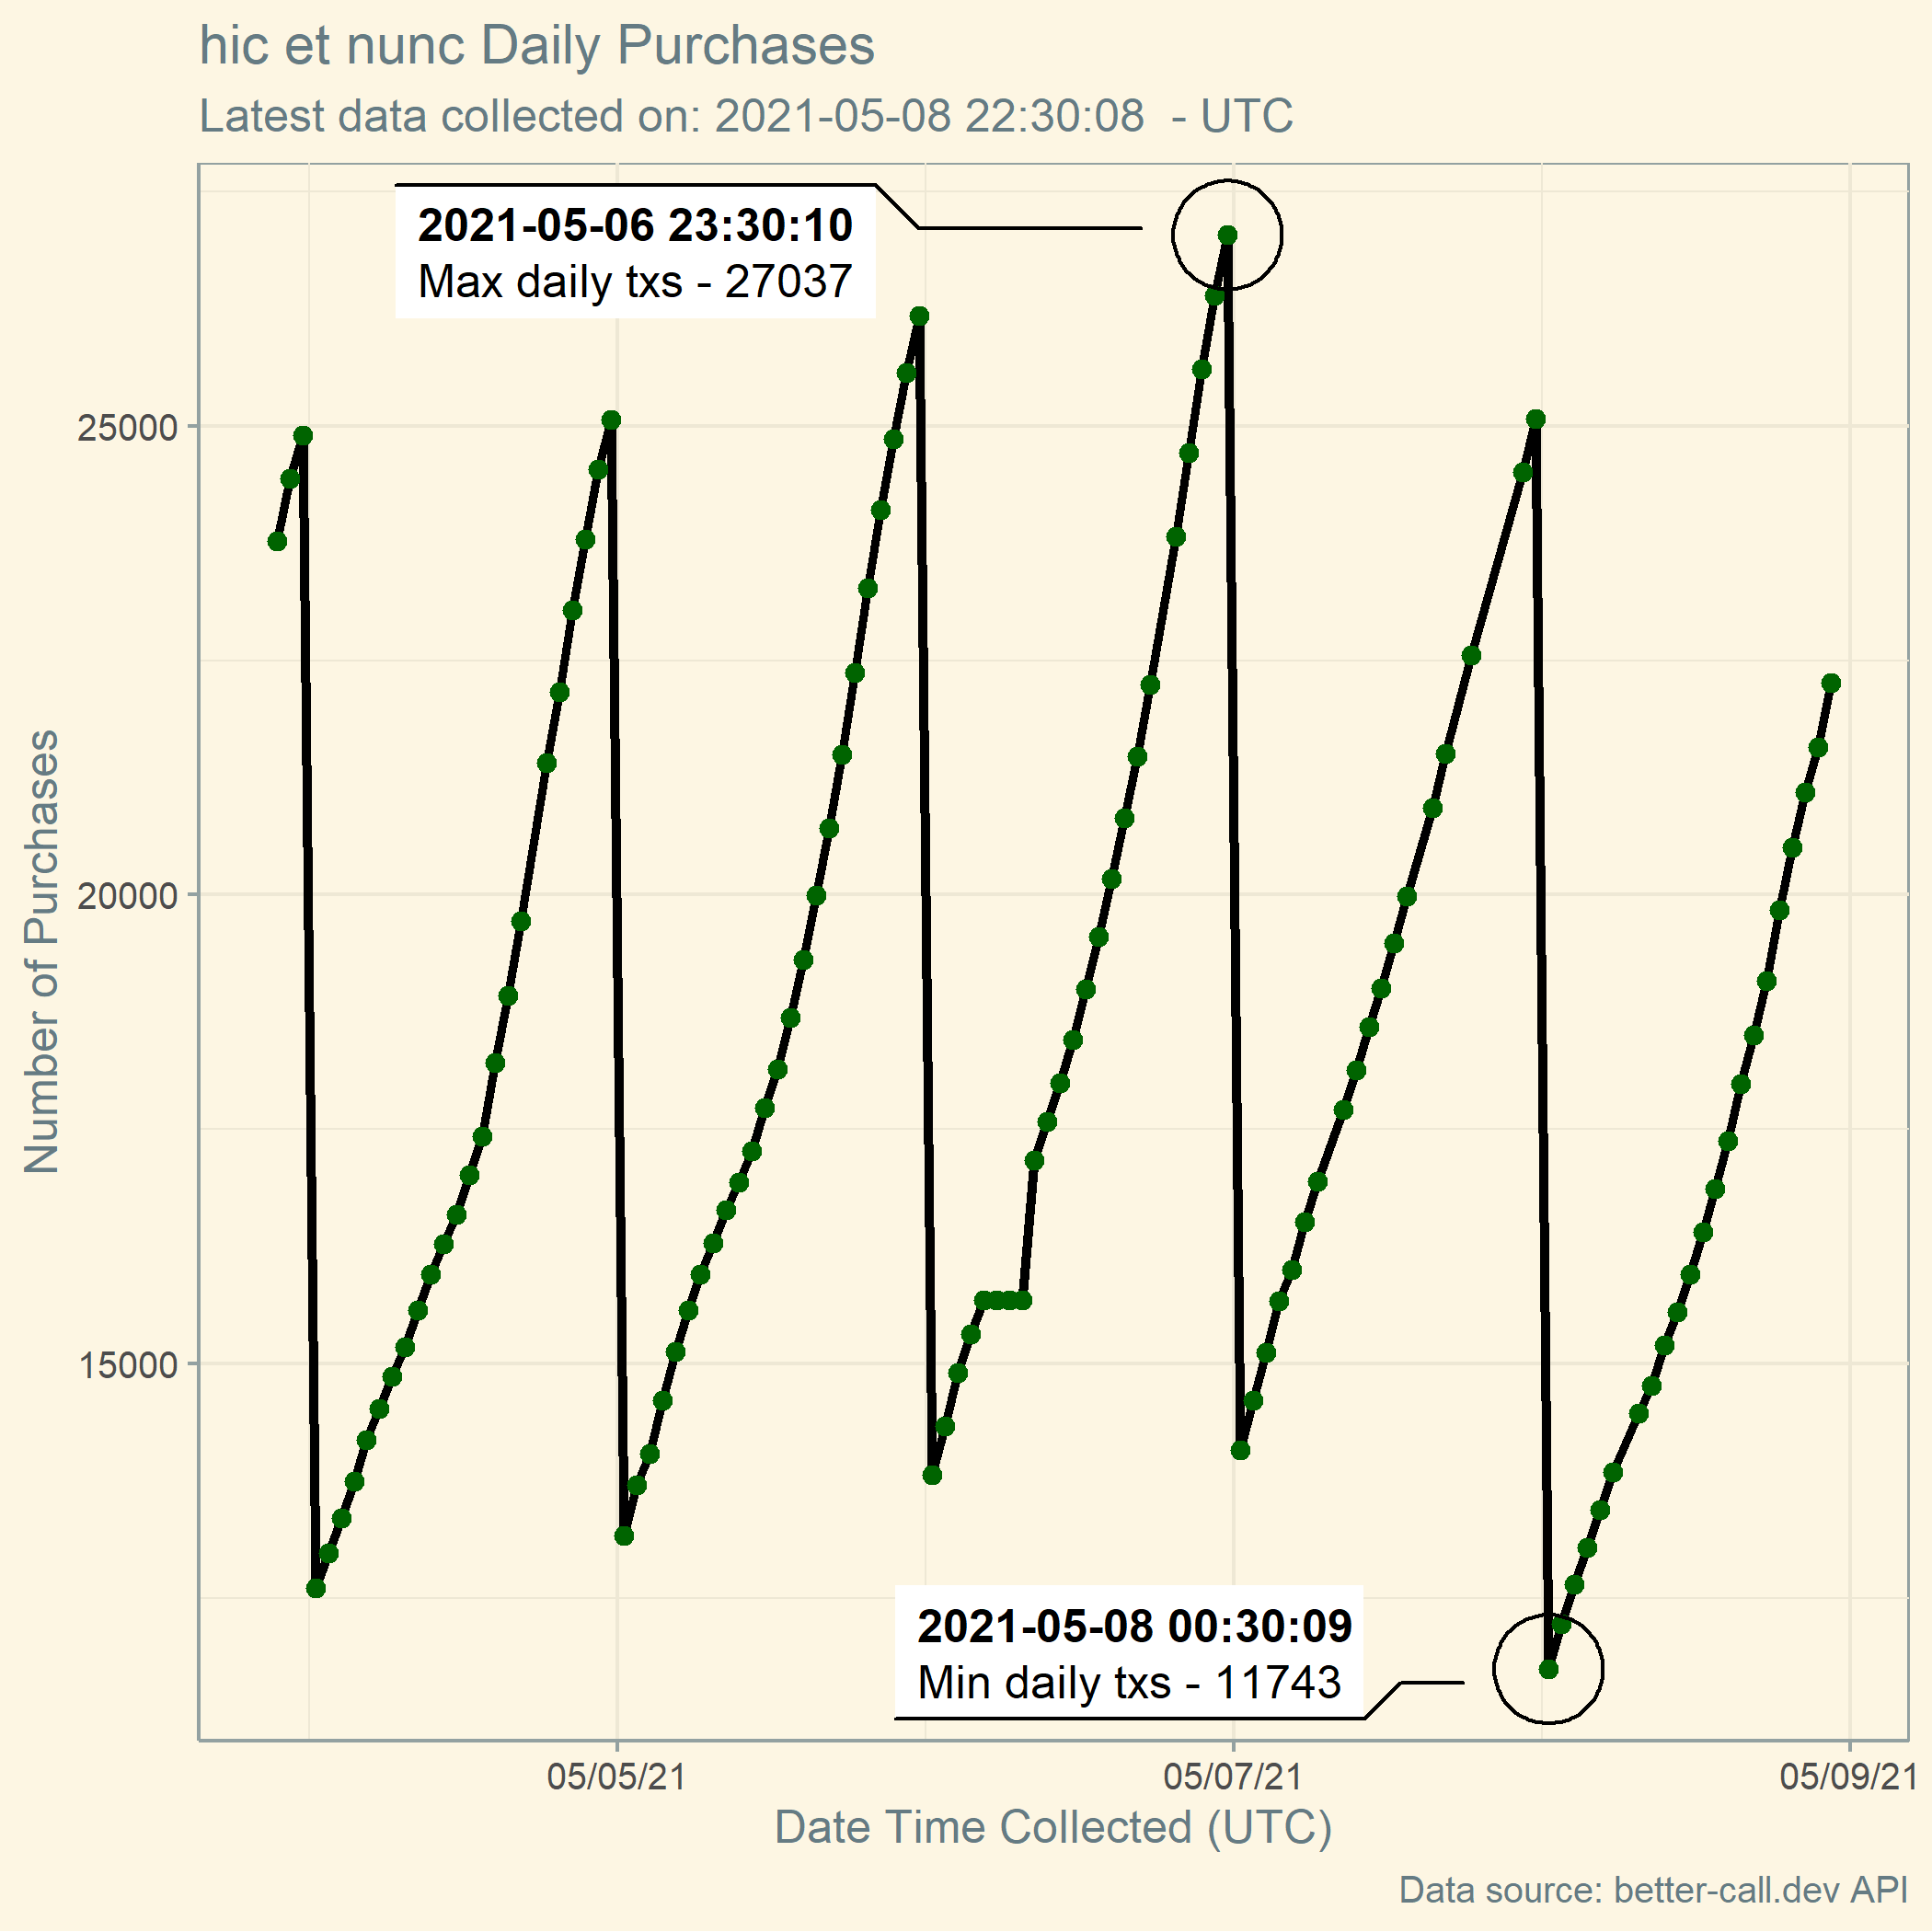 hic et nunc Daily Purchases
Latest data collected on: 2021-05-08 22:30:08  - UTC
2021-05-06 23:30:10
Max daily txs - 27037
25000
20000
15000
Number of Purchases
2021-05-08 00:30:09
Min daily txs - 11743
05/05/21
05/07/21
05/09/21
Date Time Collected (UTC)
Data source: better-call.dev API